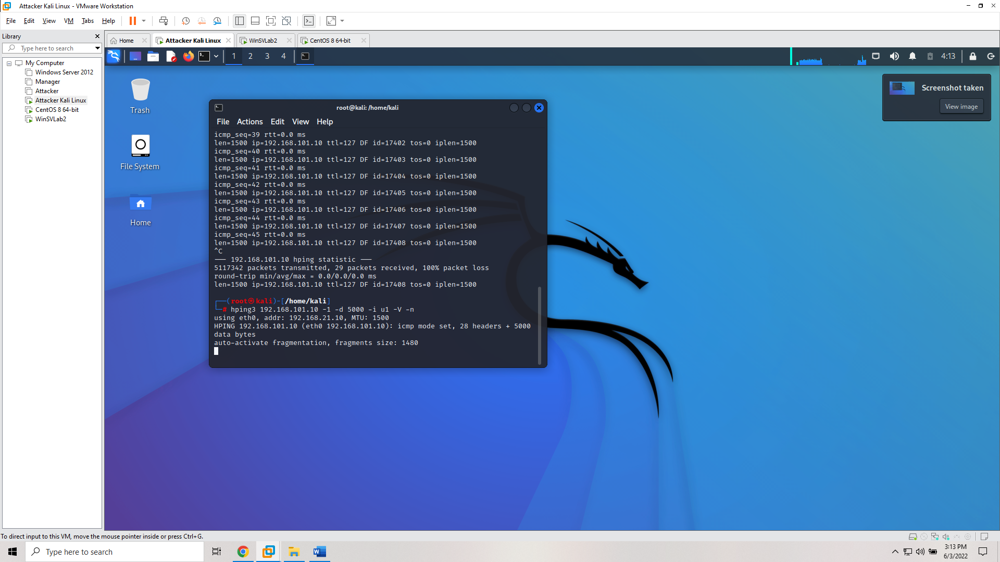 Attacker Kali Linux - VMware Workstation
File Edit View VM Tabs Help
Library
Type here to search
My Computer
Windows Server 2012
Manager
Attacker
Attacker Kali Linux
CentOS 8 64-bit
WinSVLab2
Home Attacker Kali Linux WinSVLab2 CentOS 8 64-bit
1 2 3 4 4:13
Trash
File System
Home
Screenshot taken
View image
root@kali: /home/kali
File Actions Edit View Help
icmp_seq=39 rtt=0.0 ms
len=1500 ip=192.168.101.10 ttl=127 DF id=17402 tos=0 iplen=1500
icmp_seq=40 rtt=0.0 ms
len=1500 ip=192.168.101.10 ttl=127 DF id=17403 tos=0 iplen=1500
icmp_seq=41 rtt=0.0 ms
len=1500 ip=192.168.101.10 ttl=127 DF id=17404 tos=0 iplen=1500
icmp_seq=42 rtt=0.0 ms
len=1500 ip=192.168.101.10 ttl=127 DF id=17405 tos=0 iplen=1500
icmp_seq=43 rtt=0.0 ms
len=1500 ip=192.168.101.10 ttl=127 DF id=17406 tos=0 iplen=1500
icmp_seq=44 rtt=0.0 ms
len=1500 ip=192.168.101.10 ttl=127 DF id=17407 tos=0 iplen=1500
icmp_seq=45 rtt=0.0 ms
len=1500 ip=192.168.101.10 ttl=127 DF id=17408 tos=0 iplen=1500
^C
--- 192.168.101.10 hping statistic ---
5117342 packets transmitted, 29 packets received, 100% packet loss
round-trip min/avg/max = 0.0/0.0/0.0 ms
len=1500 ip=192.168.101.10 ttl=127 DF id=17408 tos=0 iplen=1500
┌──(root㉿kali)-[/home/kali]
└─# hping3 192.168.101.10 -1 -d 5000 -i u1 -V -n
using eth0, addr: 192.168.21.10, MTU: 1500
HPING 192.168.101.10 (eth0 192.168.101.10): icmp mode set, 28 headers + 5000
data bytes
auto-activate fragmentation, fragments size: 1480
To direct input to this VM, move the mouse pointer inside or press Ctrl+G.
Type here to search
3:13 PM
6/3/2022